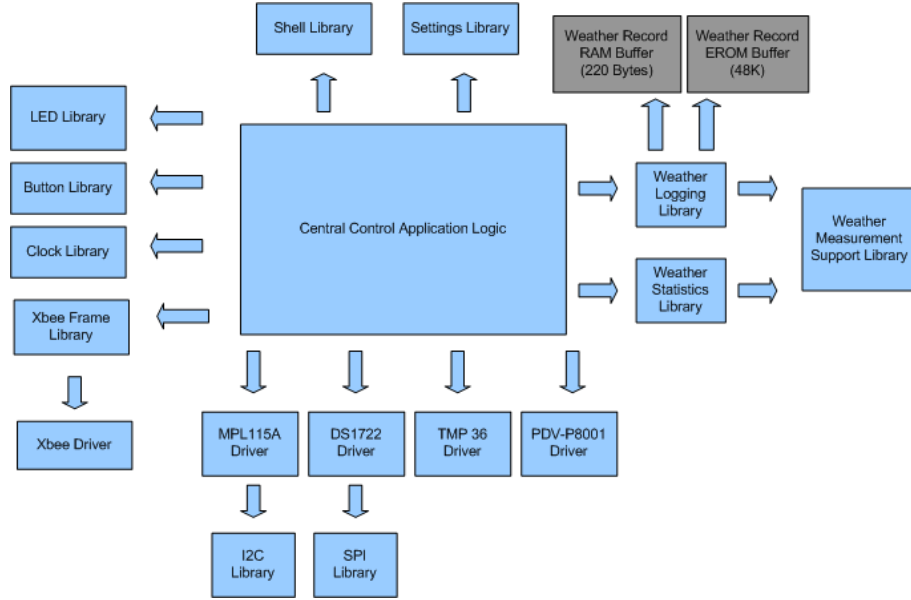 Shell Library
Settings Library
Weather Record
RAM Buffer
(220 Bytes)
Weather Record
EROM Buffer
(48K)
LED Library
Button Library
Clock Library
Xbee Frame
Library
Xbee Driver
Central Control Application Logic
Weather
Logging
Library
Weather
Statistics
Library
Weather
Measurement
Support Library
MPL115A
Driver
DS1722
Driver
TMP 36
Driver
PDV-P8001
Driver
I2C
Library
SPI
Library